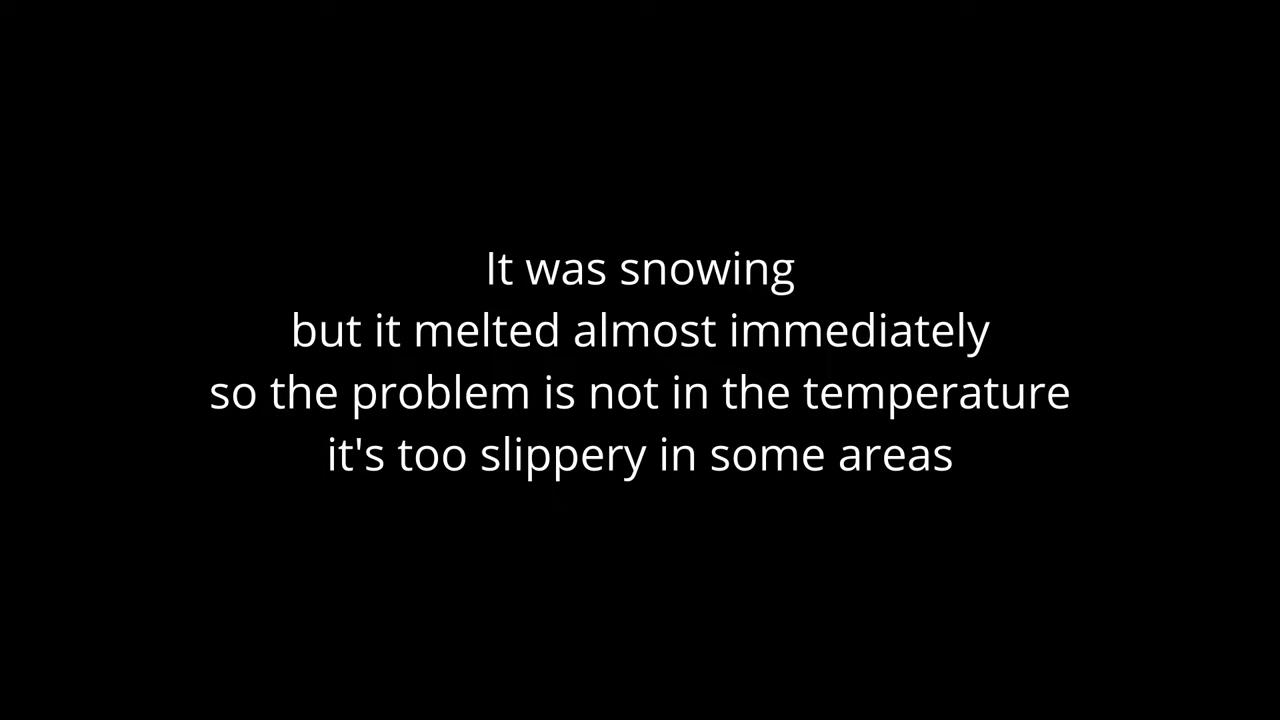 It was snowing
but it melted almost immediately
so the problem is not in the temperature
it's too slippery in some areas